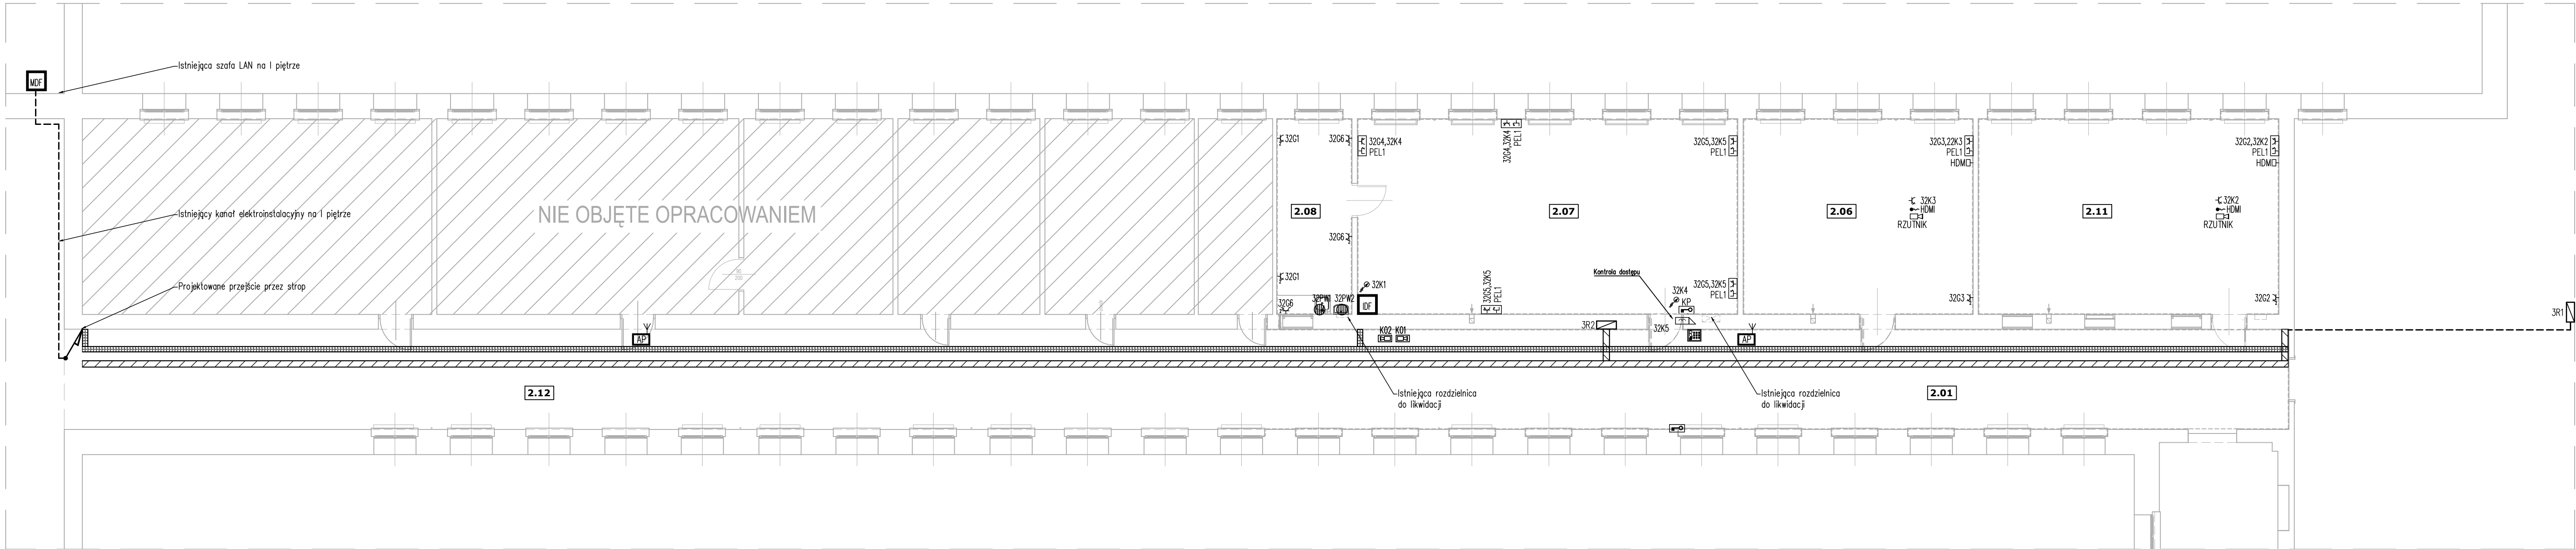 Istniejąca szafa LAN na I piętrze
MDF
Istniejący kanał elektroinstalacyjny na I piętrze
Projektowane przejście przez strop
NIE OBJĘTE OPRACOWANIEM
90
200
AP
2.12
2.08
32G1
32G6
32G6
32G1
32G6
32PW1
32PW2
32G4,32K4
PEL1
32G4,32K4
PEL1
32G5,32K5
PEL1
2.07
32K1
IDF
32G5,32K5
PEL1
Kontrola dostępu
32G5,32K5
PEL1
32K4
KP
32K5
3R2
K02
K01
AP
Istniejąca rozdzielnica
do likwidacji
Istniejąca rozdzielnica
do likwidacji
2.01
32G3,22K3
PEL1
HDMI
32K3
HDMI
RZUTNIK
2.06
32G3
32G2,32K2
PEL1
HDMI
32K2
HDMI
RZUTNIK
2.11
32G2
3R1